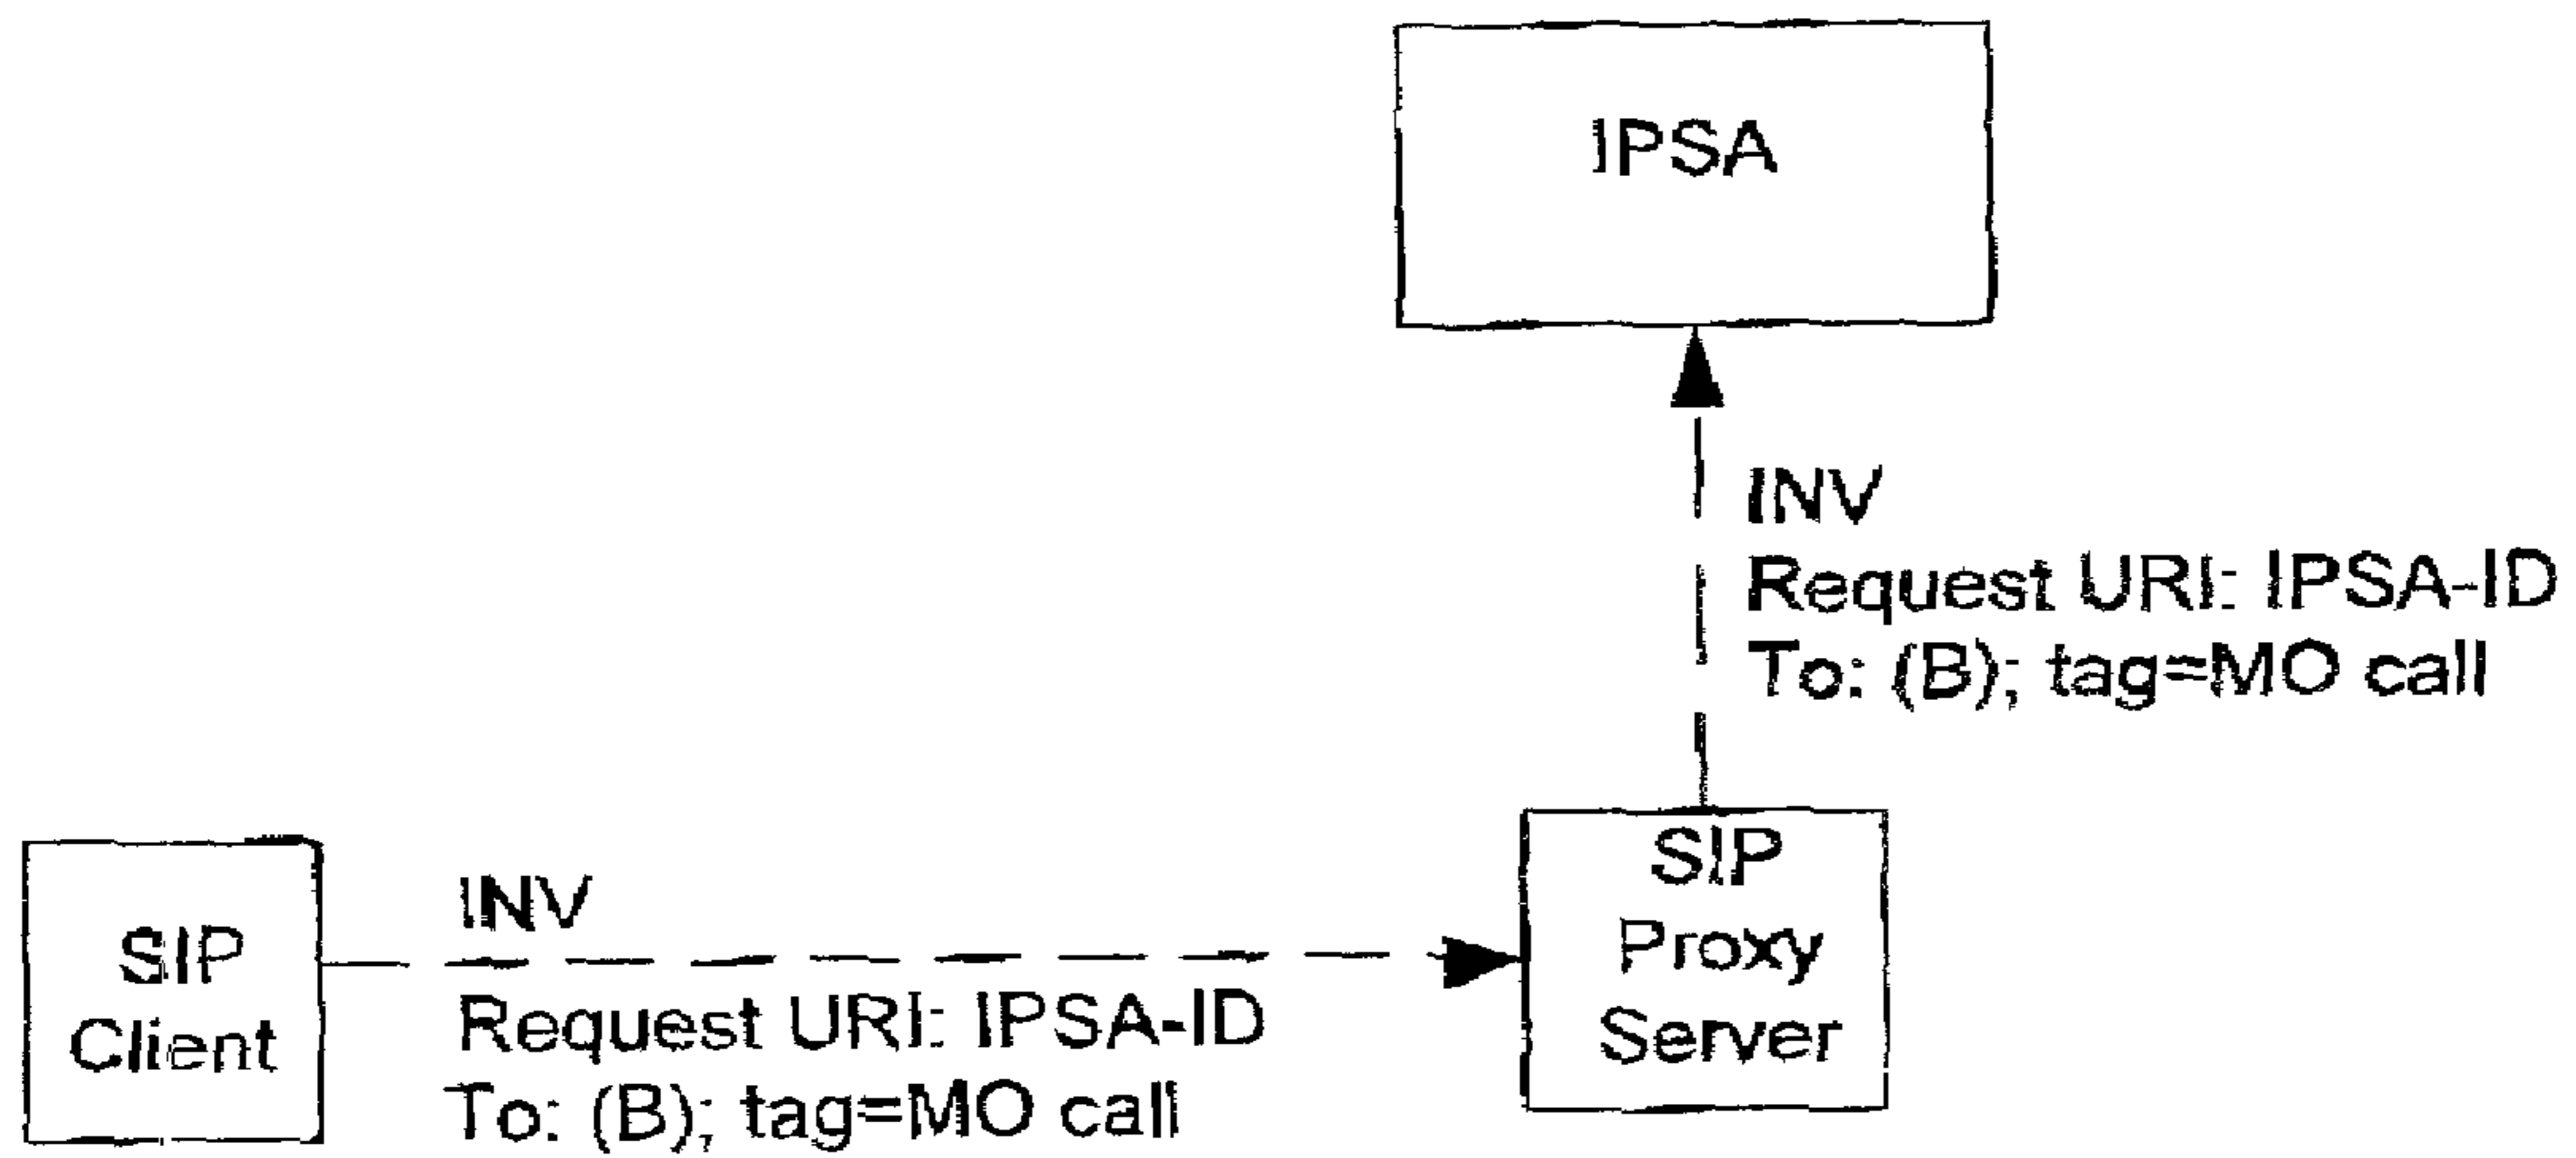 IPSA
INV
Request URI: IPSA-ID
To: (B); tag=MO call
SIP
Proxy
Server
SIP
Client
INV
Request URI: IPSA-ID
To: (B); tag=MO call